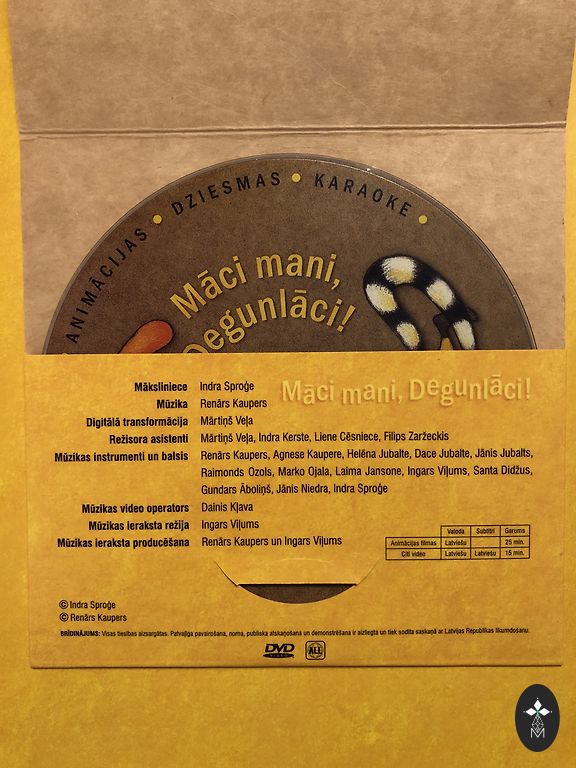 ANIMĀCIJAS • DZIESMAS • KARAOKE •
Māci mani,
Degunlāci!
Māci mani, Degunlāci!
Māksliniece Indra Sproģe
Mūzika Renārs Kaupers
Digitālā transformācija Mārtiņš Veļa
Režisora asistenti Mārtiņš Veļa, Indra Kerste, Liene Cēsniece, Filips Zaržeckis
Mūzikas instrumenti un balsis Renārs Kaupers, Agnese Kaupere, Helēna Jubalte, Dace Jubalte, Jānis Jubalts,
Raimonds Ozols, Marko Ojala, Laima Jansone, Ingars Viļums, Santa Didžus,
Gundars Āboliņš, Jānis Niedra, Indra Sproģe
Mūzikas video operators Dainis Kļava
Mūzikas ieraksta režija Ingars Viļums
Mūzikas ieraksta producēšana Renārs Kaupers un Ingars Viļums
Valoda Subtitri Garums
Animācijas filmas Latviešu 25 min.
Citi video Latviešu Latviešu 15 min.
© Indra Sproģe
© Renārs Kaupers
BRĪDINĀJUMS: Visas tiesības aizsargātas. Patvaļīga pavairošana, noma, publiska atskaņošana un demonstrēšana ir aizliegta un tiek sodīta saskaņā ar Latvijas Republikas likumdošanu.
DVD VIDEO ALL
M